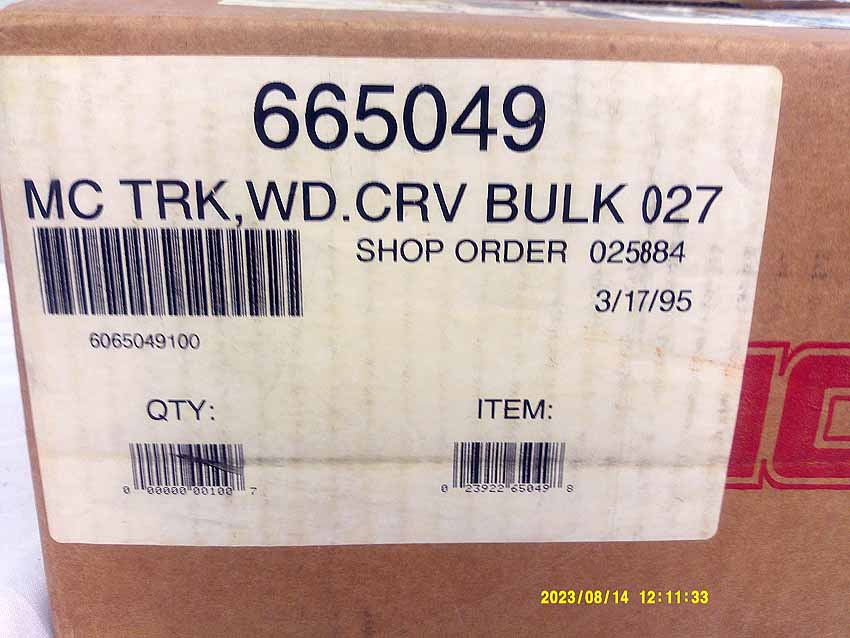 665049
MC TRK,WD.CRV BULK 027
SHOP ORDER 025884
3/17/95
6065049100
QTY:
ITEM:
0 00000 00100 7
0 23922 65049 8
2023/08/14 12:11:33